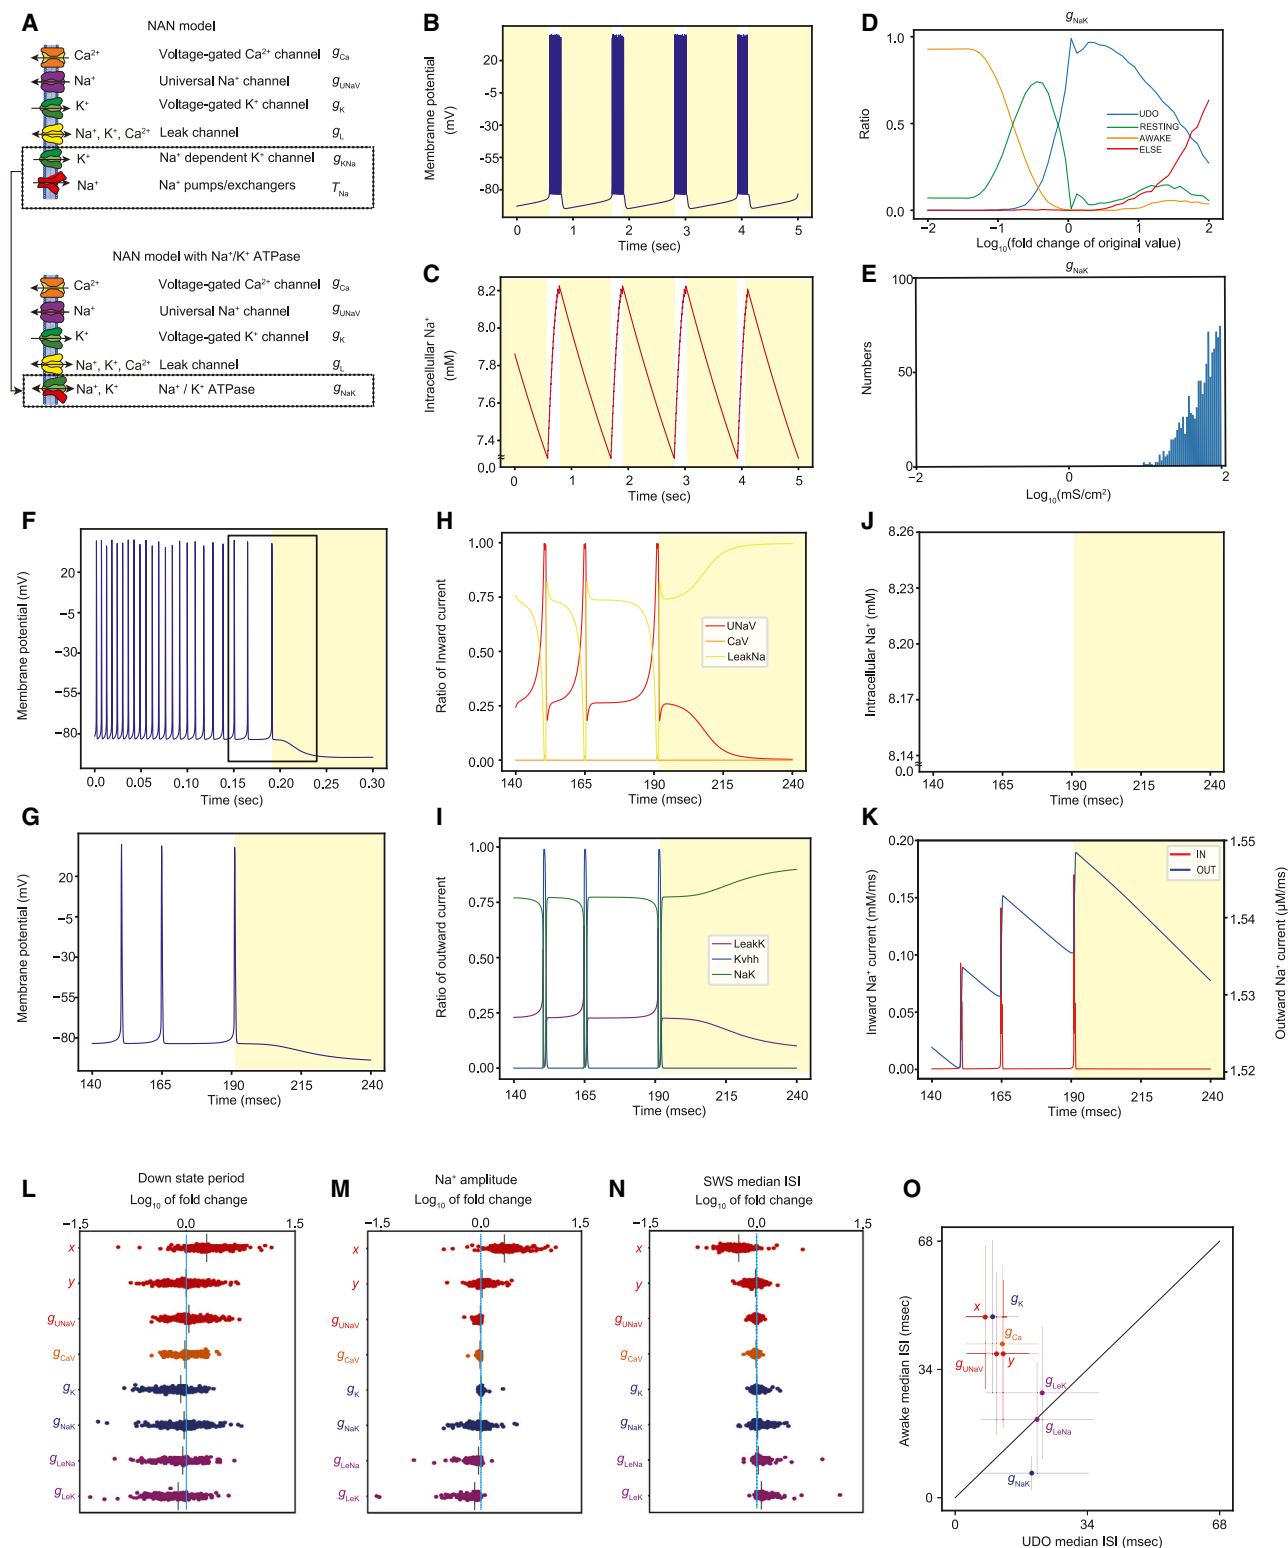 A
NAN model
Ca²⁺ Voltage-gated Ca²⁺ channel gCa
Na⁺ Universal Na⁺ channel gUNaV
K⁺ Voltage-gated K⁺ channel gK
Na⁺, K⁺, Ca²⁺ Leak channel gL
K⁺ Na⁺ dependent K⁺ channel gKNa
Na⁺ Na⁺ pumps/exchangers TNa
NAN model with Na⁺/K⁺ ATPase
Ca²⁺ Voltage-gated Ca²⁺ channel gCa
Na⁺ Universal Na⁺ channel gUNaV
K⁺ Voltage-gated K⁺ channel gK
Na⁺, K⁺, Ca²⁺ Leak channel gL
Na⁺, K⁺ Na⁺ / K⁺ ATPase gNaK
B
Membranne potential
(mV)
20
−5
−30
−55
−80
0 1 2 3 4 5
Time (sec)
C
Intracellullar Na⁺
(mM)
8.2
8.0
7.8
7.6
7.4
0.0
0 1 2 3 4 5
Time (sec)
D
gNaK
Ratio
1.0
0.5
0.0
UDO
RESTING
AWAKE
ELSE
−2 −1 0 1 2
Log₁₀(fold change of original value)
E
gNaK
Numbers
100
50
0
−2 0 2
Log₁₀(mS/cm²)
F
Membrane potential (mV)
20
−5
−30
−55
−80
0.0 0.05 0.10 0.15 0.20 0.25 0.30
Time (sec)
G
Membrane potential (mV)
20
−5
−30
−55
−80
140 165 190 215 240
Time (msec)
H
Ratio of Inward current
1.00
0.75
0.50
0.25
0.00
UNaV
CaV
LeakNa
140 165 190 215 240
Time (msec)
I
Ratio of outward current
1.00
0.75
0.50
0.25
0.00
LeakK
Kvhh
NaK
140 165 190 215 240
Time (msec)
J
Intracellular Na⁺ (mM)
8.26
8.23
8.20
8.17
8.14
0.0
140 165 190 215 240
Time (msec)
K
Inward Na⁺ current (mM/ms)
0.20
0.15
0.10
0.05
0.00
IN
OUT
1.55
1.54
1.53
1.52
Outward Na⁺ current (μM/ms)
140 165 190 215 240
Time (msec)
L
Down state period
Log₁₀ of fold change
−1.5 0.0 1.5
x
y
gUNaV
gCaV
gK
gNaK
gLeNa
gLeK
M
Na⁺ amplitude
Log₁₀ of fold change
−1.5 0.0 1.5
x
y
gUNaV
gCaV
gK
gNaK
gLeNa
gLeK
N
SWS median ISI
Log₁₀ of fold change
−1.5 0.0 1.5
x
y
gUNaV
gCaV
gK
gNaK
gLeNa
gLeK
O
Awake median ISI (msec)
68
34
0
x
gK
gCa
gUNaV
y
gLeK
gLeNa
gNaK
0 34 68
UDO median ISI (msec)